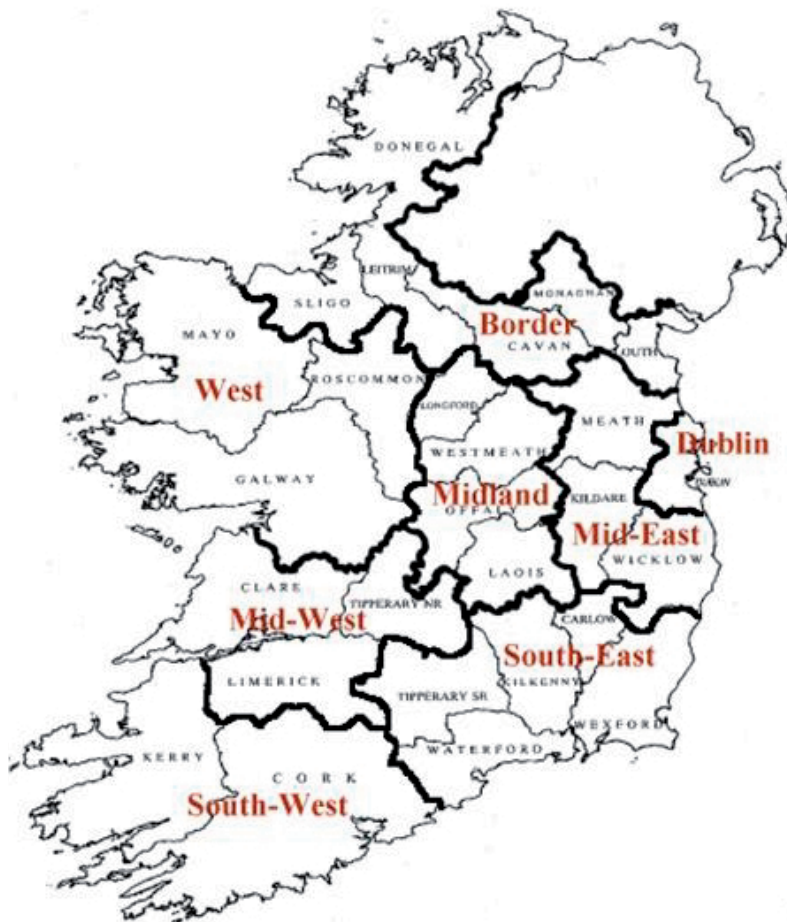 DONEGAL
LEITRIM
MONAGHAN
SLIGO
Border
CAVAN
OUTH
MAYO
ROSCOMMON
West
LONGFORD
MEATH
Dublin
WESTMEATH
GALWAY
Midland
OFFALY
KILDARE
Mid-East
WICKLOW
LAOIS
CLARE
TIPPERARY NR
Mid-West
CARLOW
South-East
LIMERICK
KILKENNY
TIPPERARY SR
WEXFORD
WATERFORD
KERRY
CORK
South-West